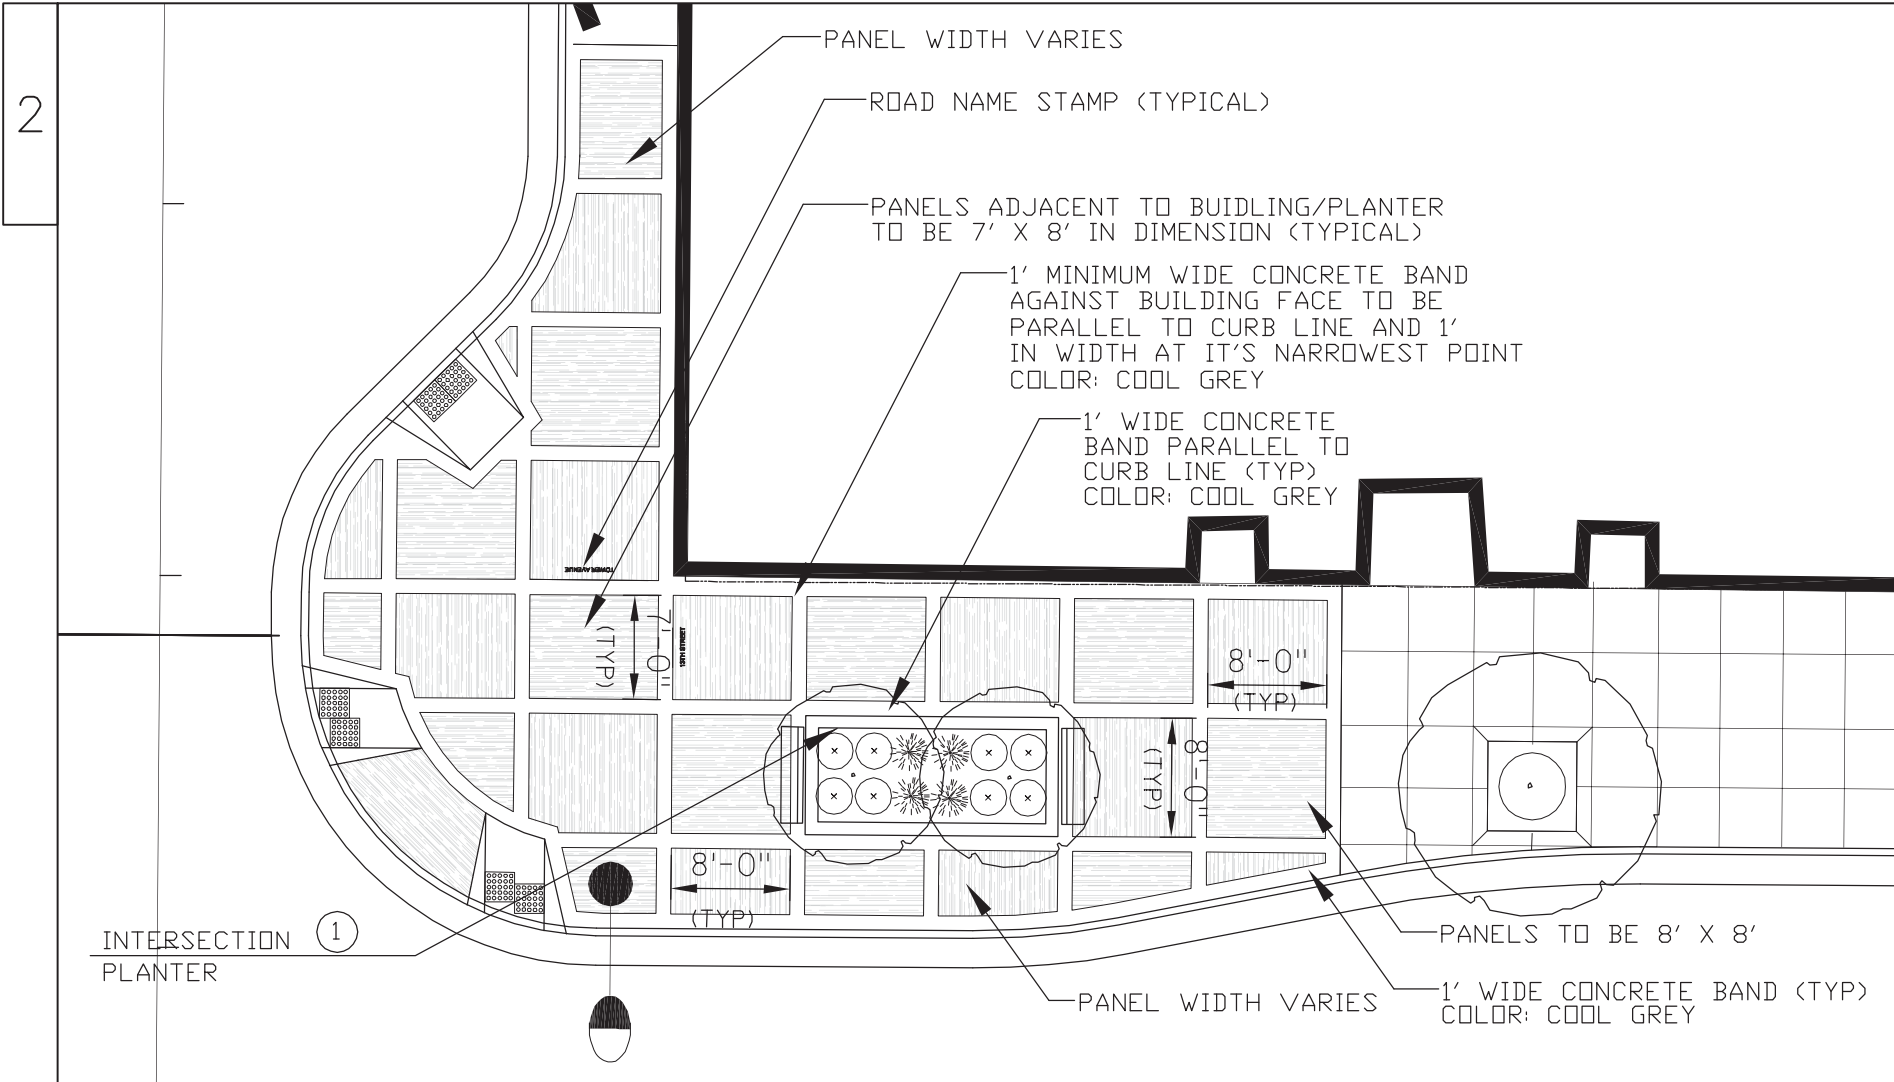 2
PANEL WIDTH VARIES
ROAD NAME STAMP (TYPICAL)
PANELS ADJACENT TO BUIDLING/PLANTER
TO BE 7' X 8' IN DIMENSION (TYPICAL)
1' MINIMUM WIDE CONCRETE BAND
AGAINST BUILDING FACE TO BE
PARALLEL TO CURB LINE AND 1'
IN WIDTH AT IT'S NARROWEST POINT
COLOR: COOL GREY
1' WIDE CONCRETE
BAND PARALLEL TO
CURB LINE (TYP)
COLOR: COOL GREY
TOWER AVENUE
7'-0"
(TYP)
13TH STREET
8'-0"
(TYP)
8'-0"
(TYP)
8'-0"
(TYP)
INTERSECTION
PLANTER
1
PANELS TO BE 8' X 8'
PANEL WIDTH VARIES
1' WIDE CONCRETE BAND (TYP)
COLOR: COOL GREY